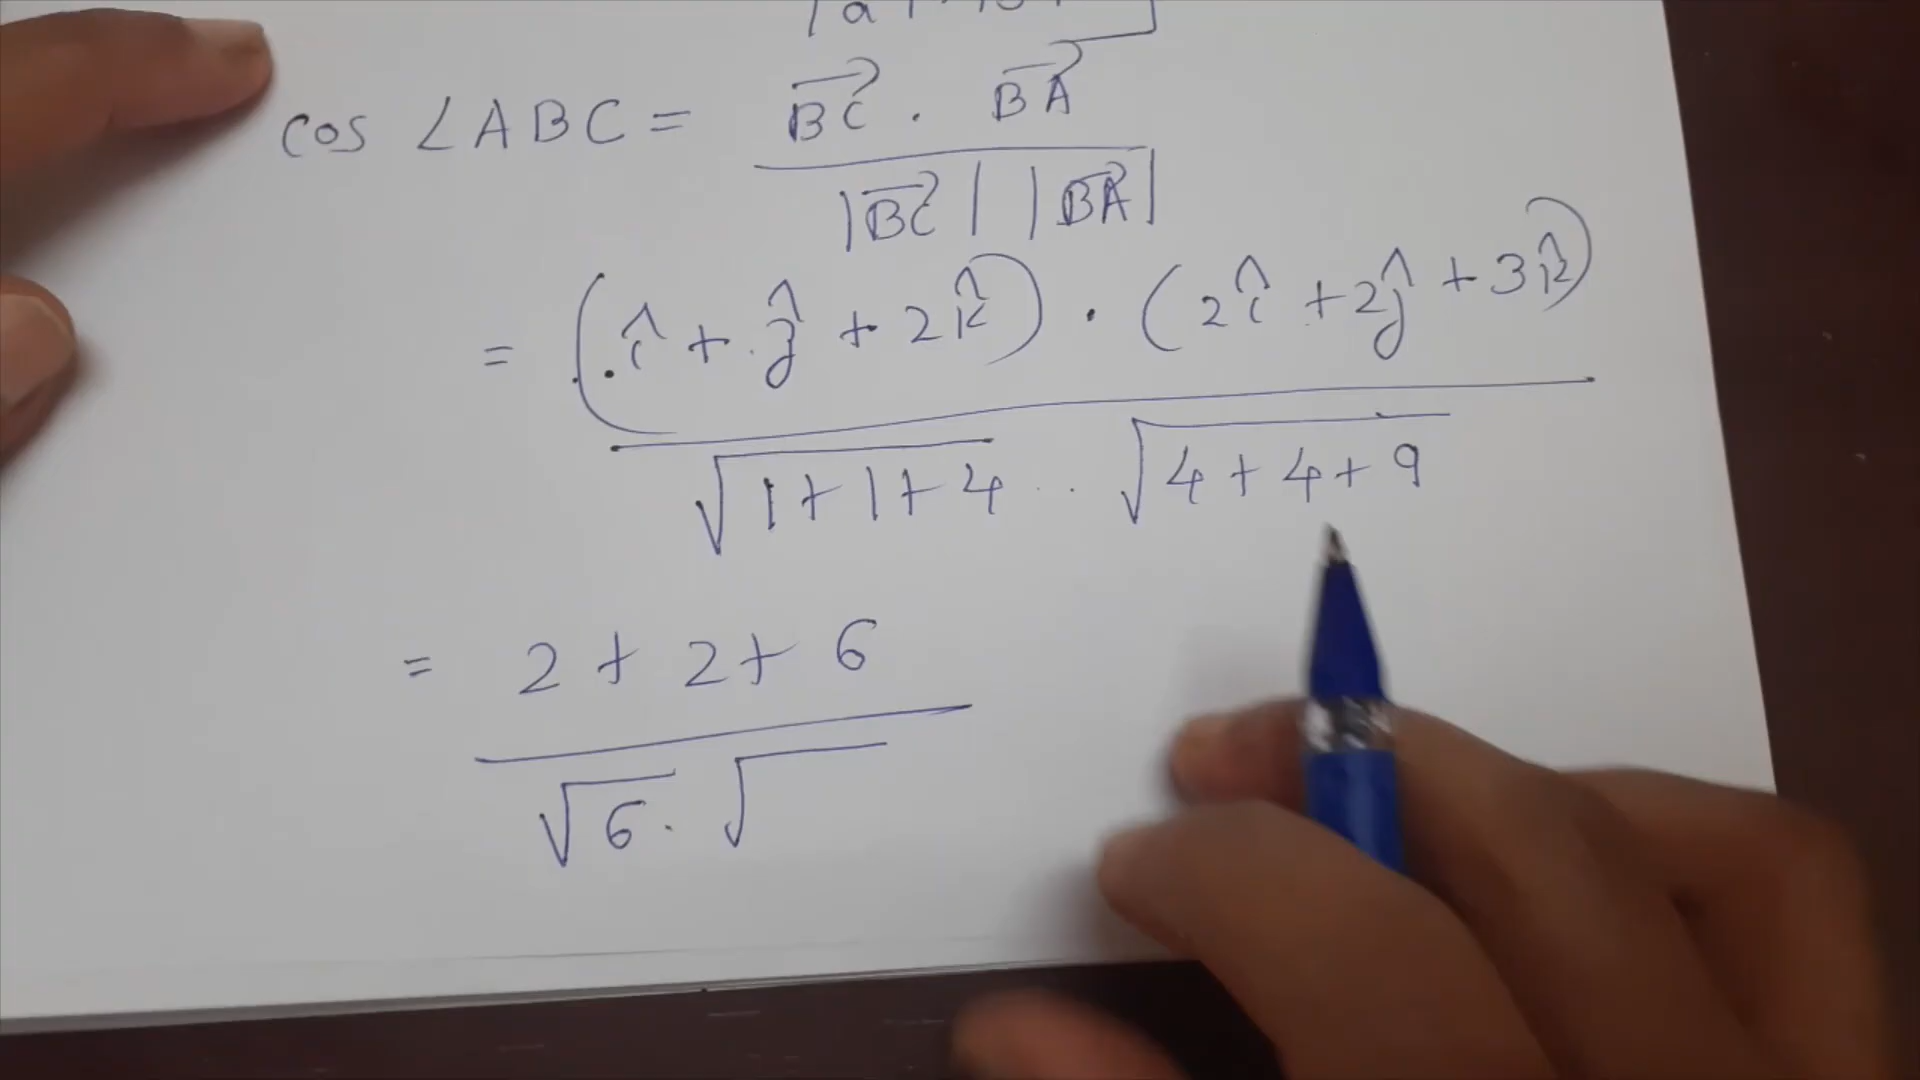 cos ∠ABC = (BC⃗ . BA⃗) / (|BC⃗| |BA⃗|)
= (î + ĵ + 2k̂) . (2î + 2ĵ + 3k̂) / (√(1+1+4) . √(4+4+9))
= (2 + 2 + 6) / (√6 . √ )